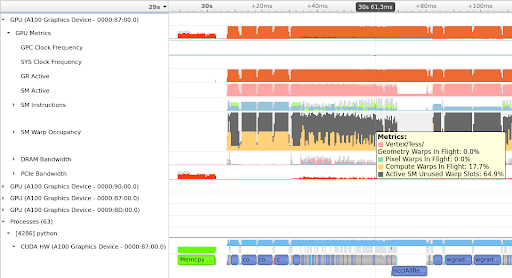 29s
30s
+20ms
+40ms
30s 61,3ms
+80ms
+100ms
GPU (A100 Graphics Device - 0000:87:00.0)
GPU Metrics
GPC Clock Frequency
SYS Clock Frequency
GR Active
SM Active
SM Instructions
SM Warp Occupancy
DRAM Bandwidth
PCIe Bandwidth
Metrics:
Vertex/Tess/
Geometry Warps In Flight: 0.0%
Pixel Warps In Flight: 0.0%
Compute Warps In Flight: 17.7%
Active SM Unused Warp Slots: 64.9%
GPU (A100 Graphics Device - 0000:90:00.0)
GPU (A100 Graphics Device - 0000:B7:00.0)
GPU (A100 Graphics Device - 0000:BD:00.0)
Processes (63)
[4286] python
CUDA HW (A100 Graphics Device - 0000:87:00.0)
Memcpy ...
co...
co...
c...
wgrad...
wgrad...
ncclAllRe...